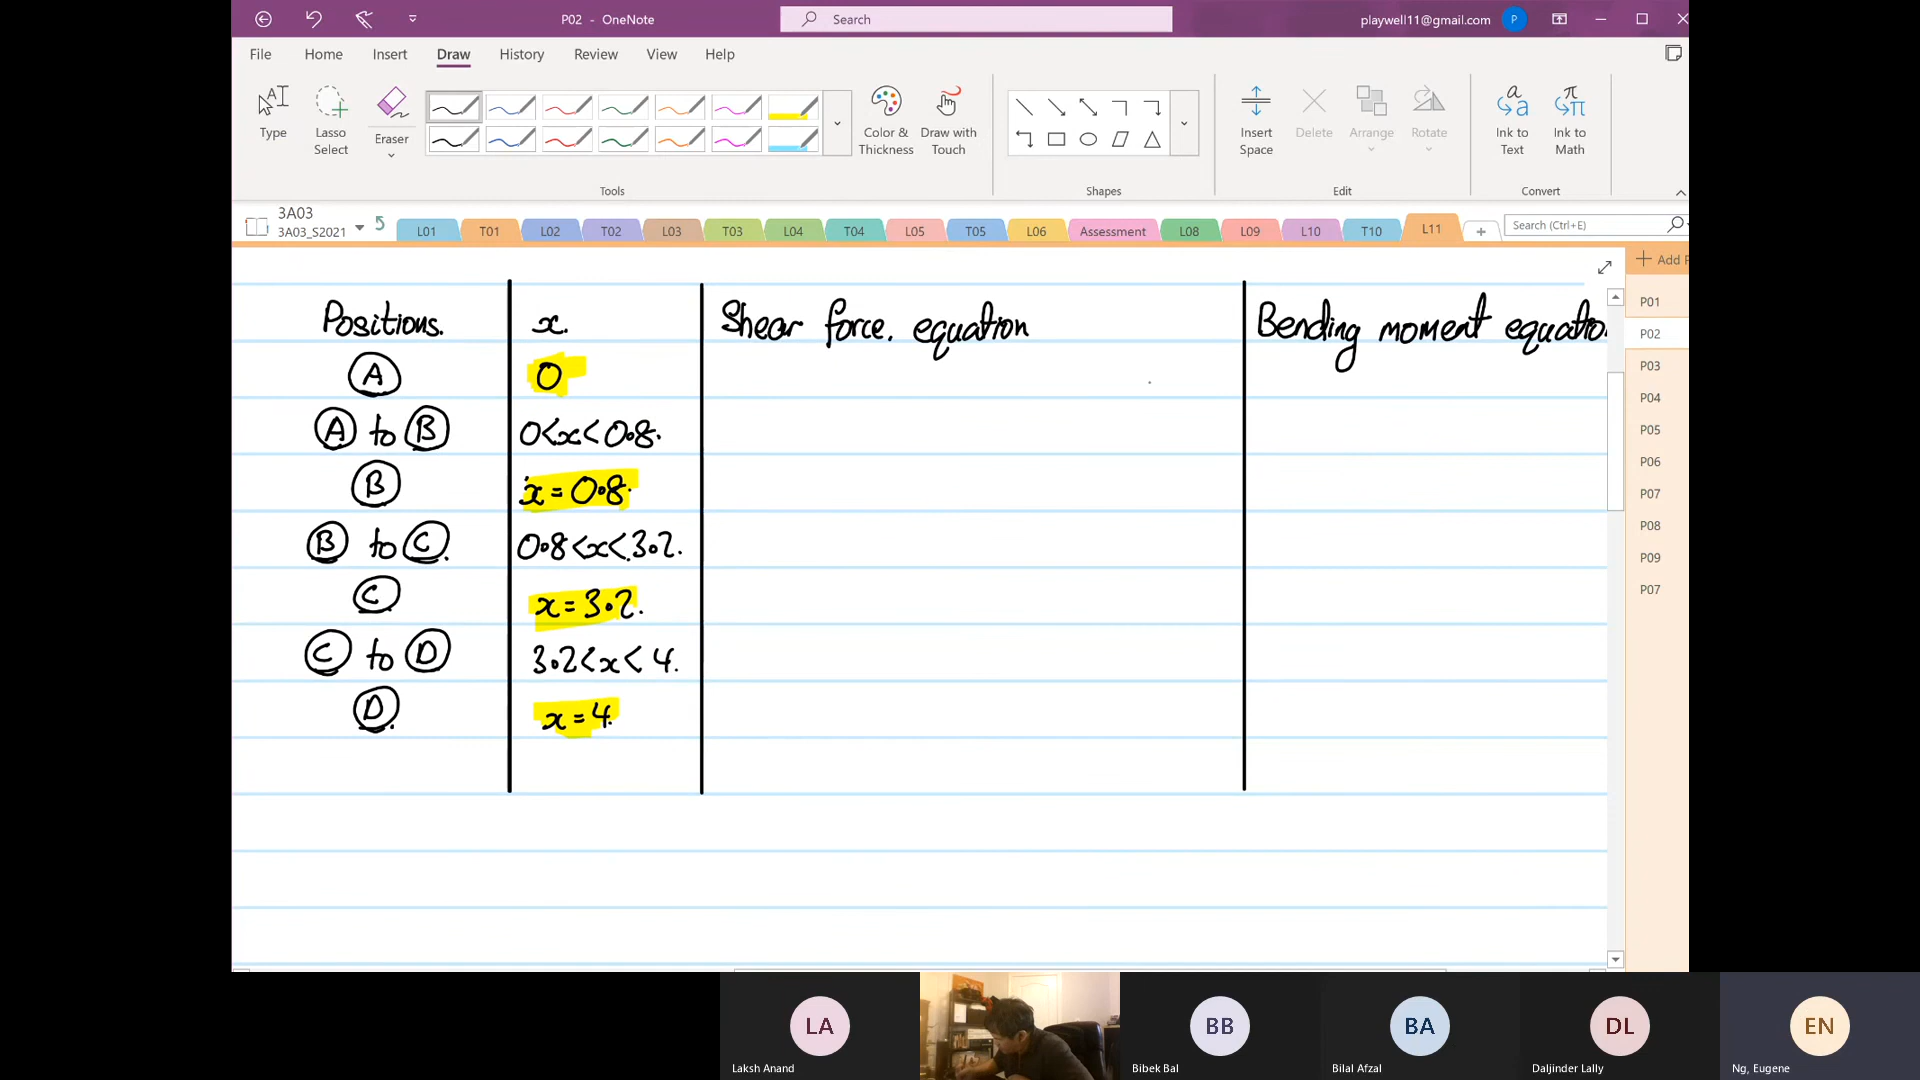 P02 - OneNote
Search
playwell11@gmail.com
P
File Home Insert Draw History Review View Help
Type
Lasso Select
Eraser
Color & Thickness
Draw with Touch
Insert Space
Delete
Arrange
Rotate
Ink to Text
Ink to Math
Tools Shapes Edit Convert
3A03
3A03_S2021
L01 T01 L02 T02 L03 T03 L04 T04 L05 T05 L06 Assessment L08 L09 L10 T10 L11
Search (Ctrl+E)
Add P
P01
P02
P03
P04
P05
P06
P07
P08
P09
P07
Positions. x. Shear force. equation Bending moment equatio
A 0
A to B 0<x<0.8.
B x = 0.8.
B to C. 0.8<x<3.2.
C x = 3.2.
C to D 3.2<x<4.
D. x = 4.
LA BB BA DL EN
Laksh Anand Bibek Bal Bilal Afzal Daljinder Lally Ng, Eugene